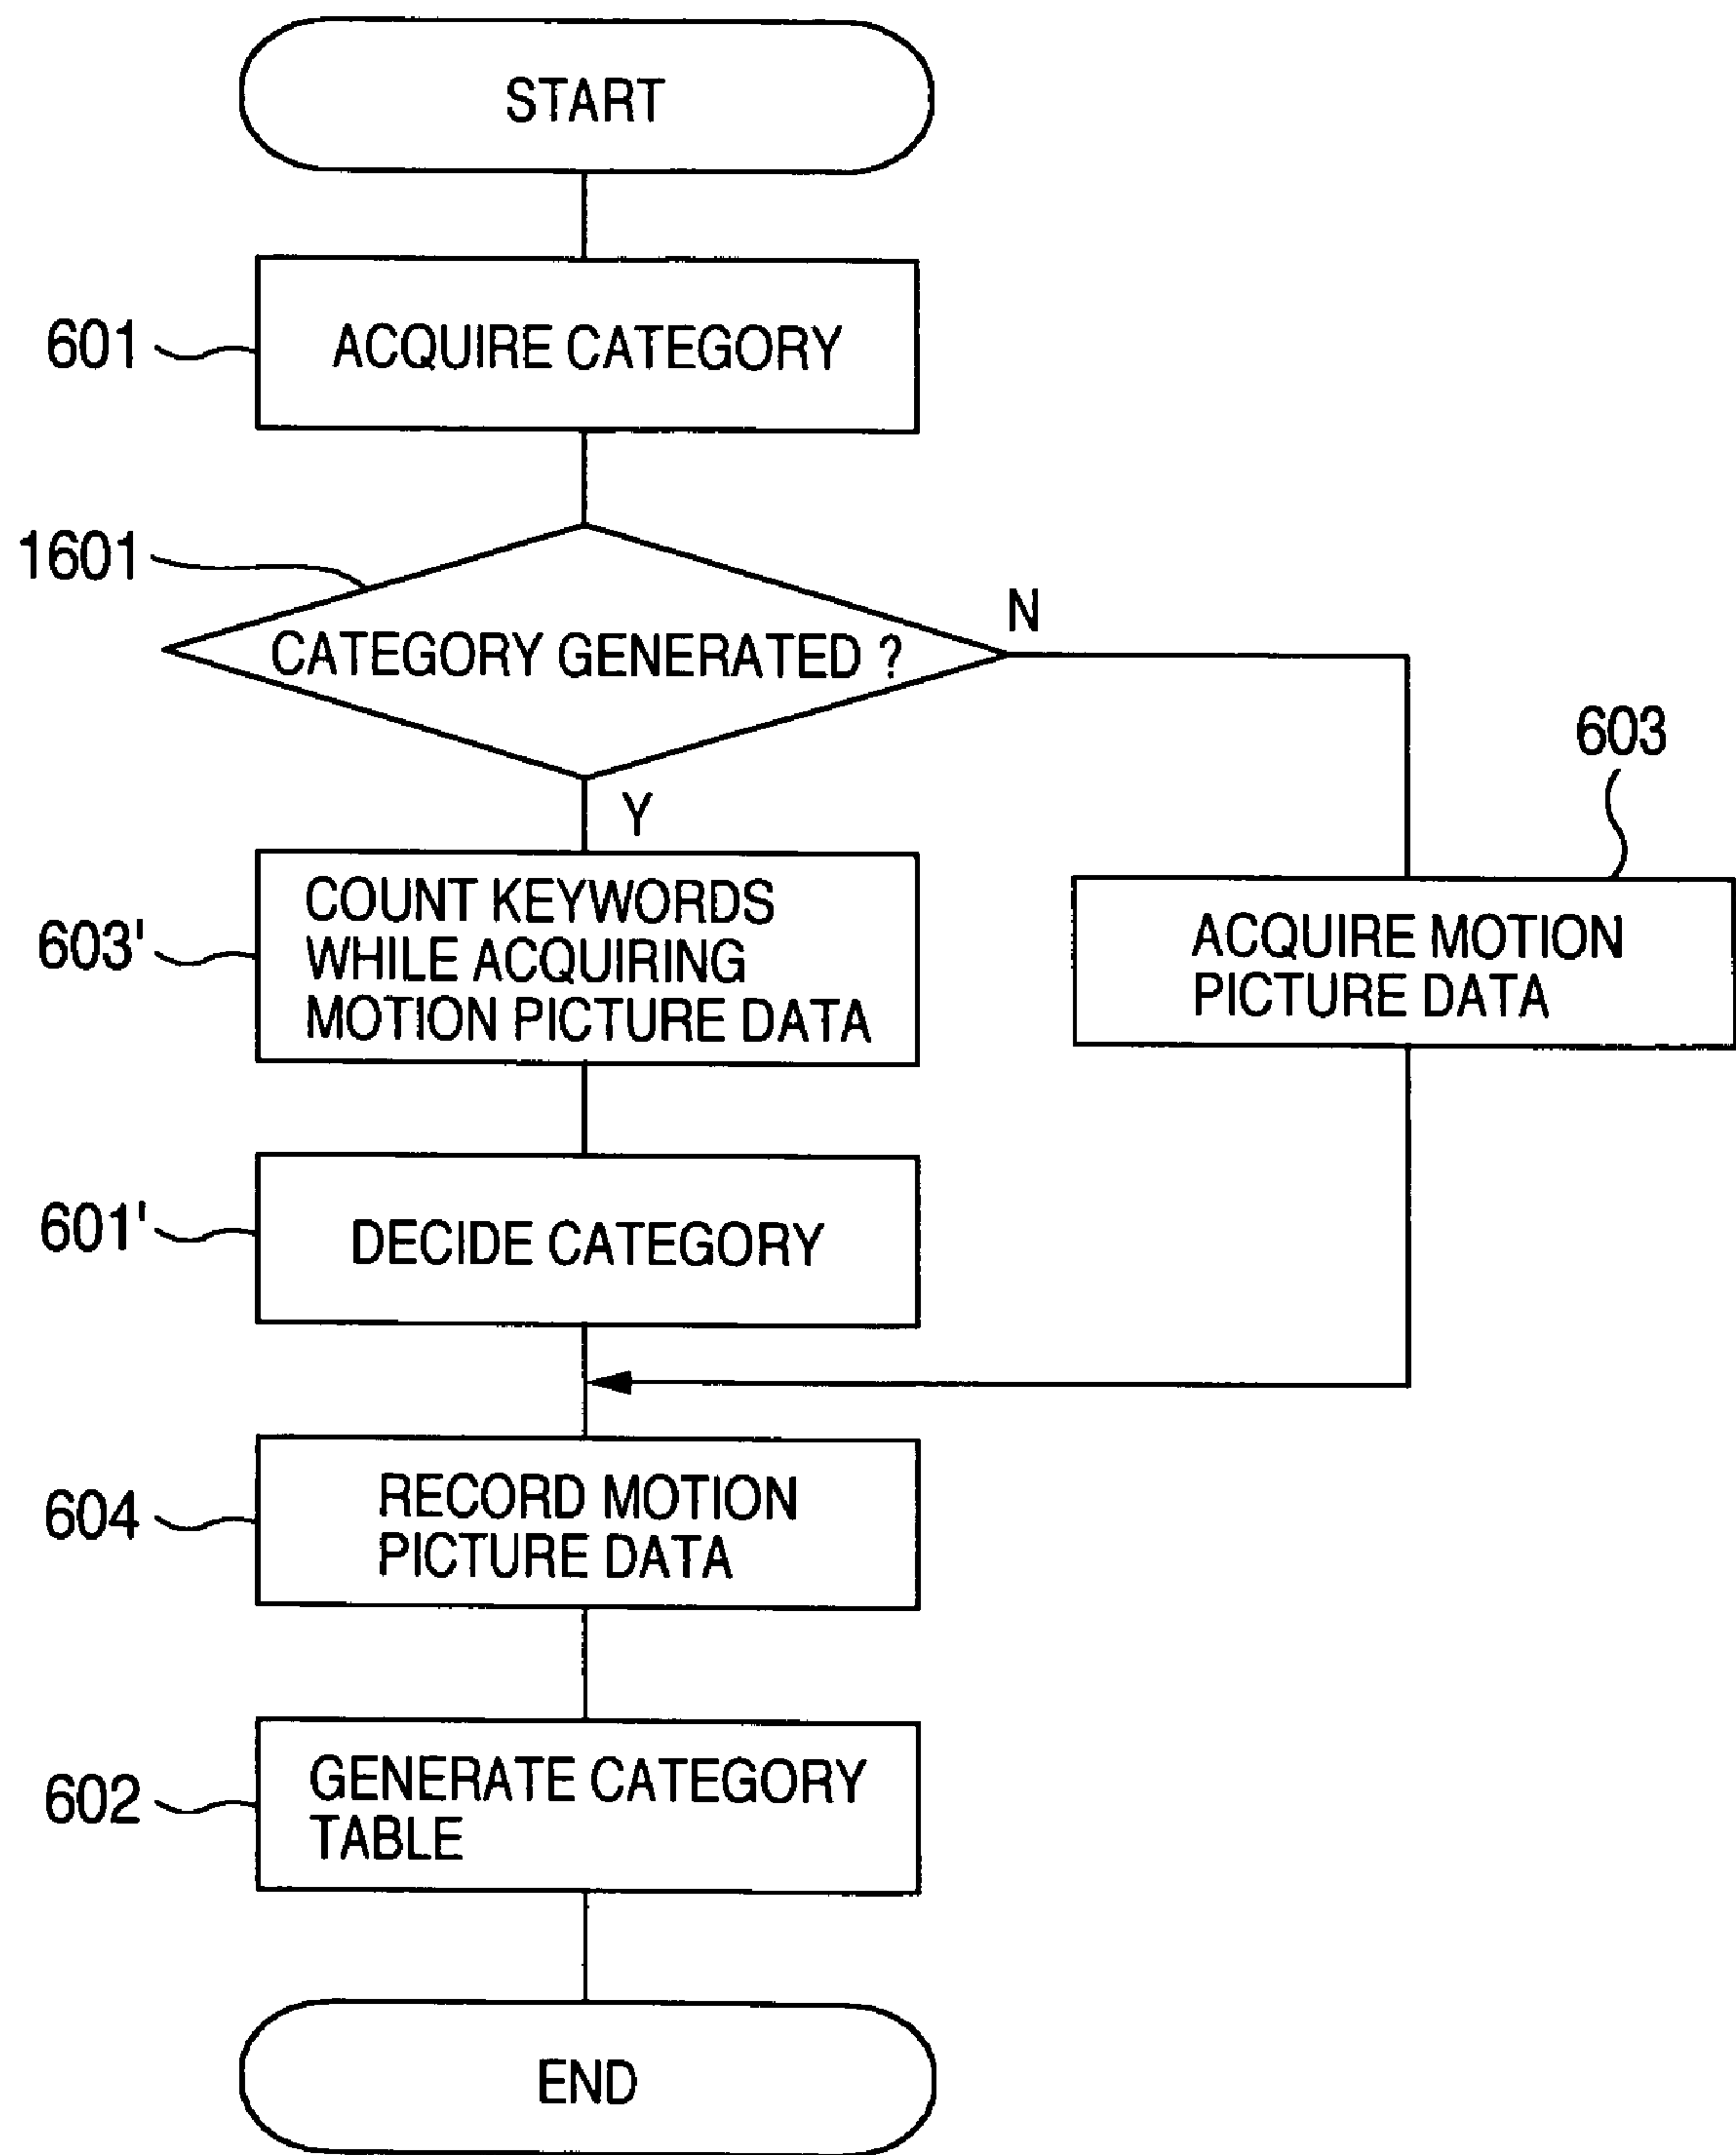 START
601
ACQUIRE CATEGORY
1601
CATEGORY GENERATED ?
N
Y
603
603'
COUNT KEYWORDS
WHILE ACQUIRING
MOTION PICTURE DATA
ACQUIRE MOTION
PICTURE DATA
601'
DECIDE CATEGORY
604
RECORD MOTION
PICTURE DATA
602
GENERATE CATEGORY
TABLE
END